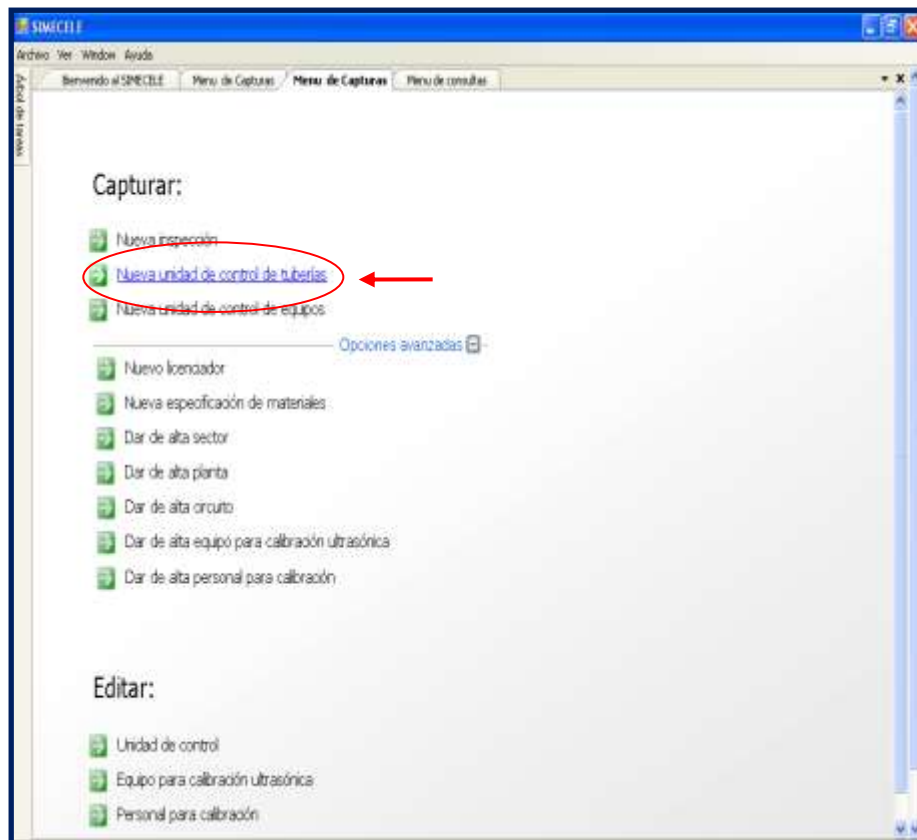 SIMECELE
Archivo Ver Window Ayuda
Bienvenido al SIMECELE Menu de Capturas Menu de Capturas Menu de consultas
Arbol de tareas
Capturar:
Nueva inspección
Nueva unidad de control de tuberías
Nueva unidad de control de equipos
Opciones avanzadas
Nuevo licenciador
Nueva especificación de materiales
Dar de alta sector
Dar de alta planta
Dar de alta circuito
Dar de alta equipo para calibración ultrasónica
Dar de alta personal para calibración
Editar:
Unidad de control
Equipo para calibración ultrasónica
Personal para calibración